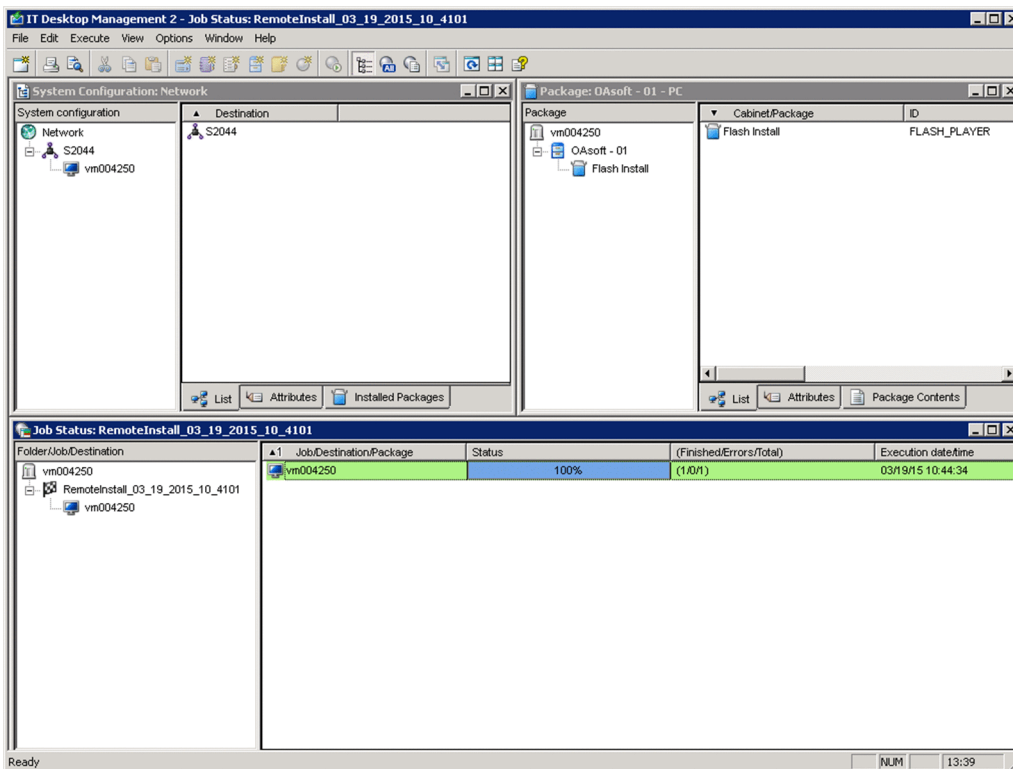 IT Desktop Management 2 - Job Status: RemoteInstall_03_19_2015_10_4101
File Edit Execute View Options Window Help
System Configuration: Network
System configuration
Destination
Network
S2044
vm004250
S2044
List Attributes Installed Packages
Package: OAsoft - 01 - PC
Package
Cabinet/Package ID
vm004250
OAsoft - 01
Flash Install
Flash Install FLASH_PLAYER
List Attributes Package Contents
Job Status: RemoteInstall_03_19_2015_10_4101
Folder/Job/Destination
vm004250
RemoteInstall_03_19_2015_10_4101
vm004250
1 Job/Destination/Package Status (Finished/Errors/Total) Execution date/time
vm004250 100% (1/0/1) 03/19/15 10:44:34
Ready NUM 13:39